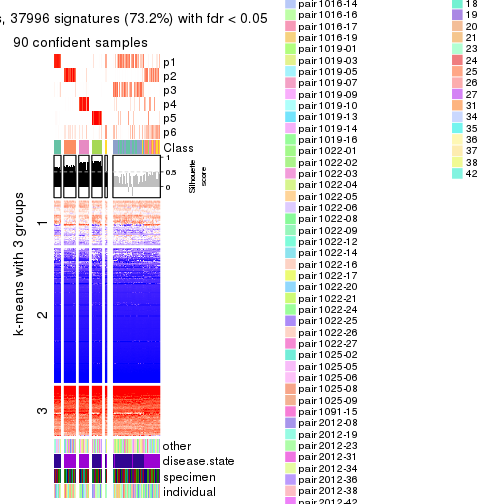 s, 37996 signatures (73.2%) with fdr < 0.05
90 confident samples
p1
p2
p3
p4
p5
p6
Class
1
0.5
0
Silhouette
score
k-means with 3 groups
1
2
3
other
disease.state
specimen
individual
pair1016-14
pair1016-16
pair1016-17
pair1016-19
pair1019-01
pair1019-03
pair1019-05
pair1019-07
pair1019-09
pair1019-10
pair1019-13
pair1019-14
pair1019-16
pair1022-01
pair1022-02
pair1022-03
pair1022-04
pair1022-05
pair1022-06
pair1022-08
pair1022-09
pair1022-12
pair1022-14
pair1022-16
pair1022-17
pair1022-20
pair1022-21
pair1022-24
pair1022-25
pair1022-26
pair1022-27
pair1025-02
pair1025-05
pair1025-06
pair1025-08
pair1025-09
pair1091-15
pair2012-08
pair2012-19
pair2012-23
pair2012-31
pair2012-34
pair2012-36
pair2012-38
pair2012-42
18
19
20
21
23
24
25
26
27
31
34
35
36
37
38
42